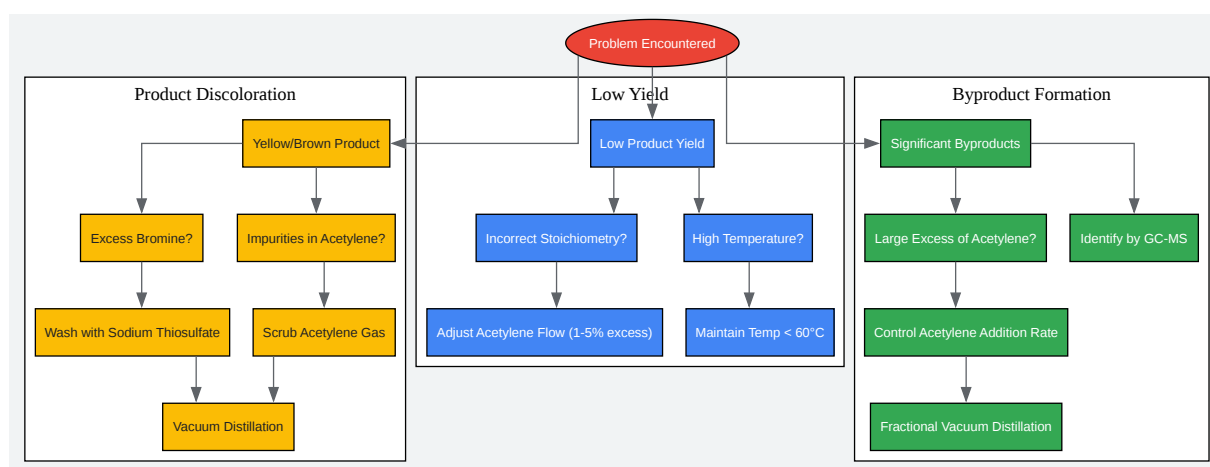 Problem Encountered
Product Discoloration
Low Yield
Byproduct Formation
Yellow/Brown Product
Low Product Yield
Significant Byproducts
Excess Bromine?
Impurities in Acetylene?
Incorrect Stoichiometry?
High Temperature?
Large Excess of Acetylene?
Identify by GC-MS
Wash with Sodium Thiosulfate
Scrub Acetylene Gas
Adjust Acetylene Flow (1-5% excess)
Maintain Temp < 60°C
Control Acetylene Addition Rate
Vacuum Distillation
Fractional Vacuum Distillation